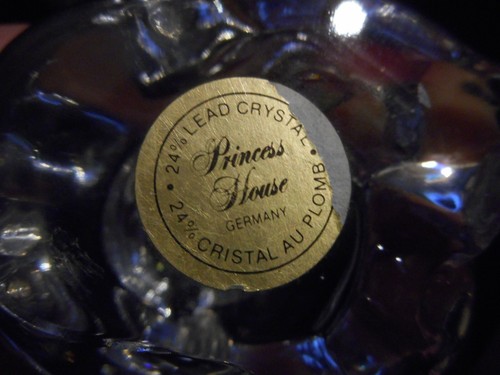 • 24% LEAD CRYSTAL •
Princess
House
GERMANY
24% CRISTAL AU PLOMB